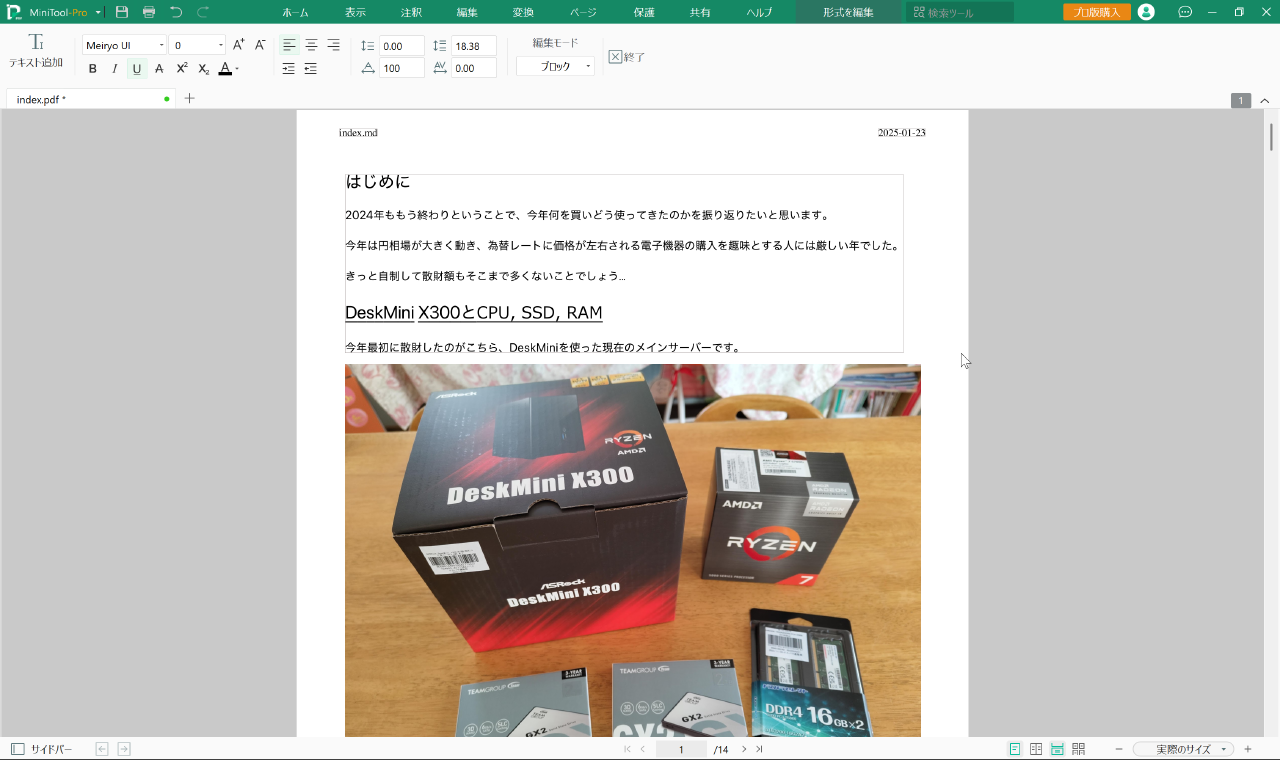 MiniTool-Pro
ホーム 表示 注釈 編集 変換 ページ 保護 共有 ヘルプ 形式を編集 検索ツール プロ版購入
テキスト追加
Meiryo UI 0 A+ A-
B I U A X² X₂ A
0.00 18.38
100 AV 0.00
編集モード
ブロック
終了
index.pdf *
1
index.md 2025-01-23
はじめに
2024年ももう終わりということで、今年何を買いどう使ってきたのかを振り返りたいと思います。
今年は円相場が大きく動き、為替レートに価格が左右される電子機器の購入を趣味とする人には厳しい年でした。
きっと自制して散財額もそこまで多くないことでしょう...
DeskMini X300とCPU, SSD, RAM
今年最初に散財したのがこちら、DeskMiniを使った現在のメインサーバーです。
ASRock
RYZEN
AMD
DeskMini X300
ASRock
DeskMini X300
AMD
RADEON
RYZEN
7
TEAMGROUP
3-YEAR
GX2
TEAMGROUP
3-YEAR
GX2
GX2
DDR4 16GB×2
サイドバー 1 /14 実際のサイズ